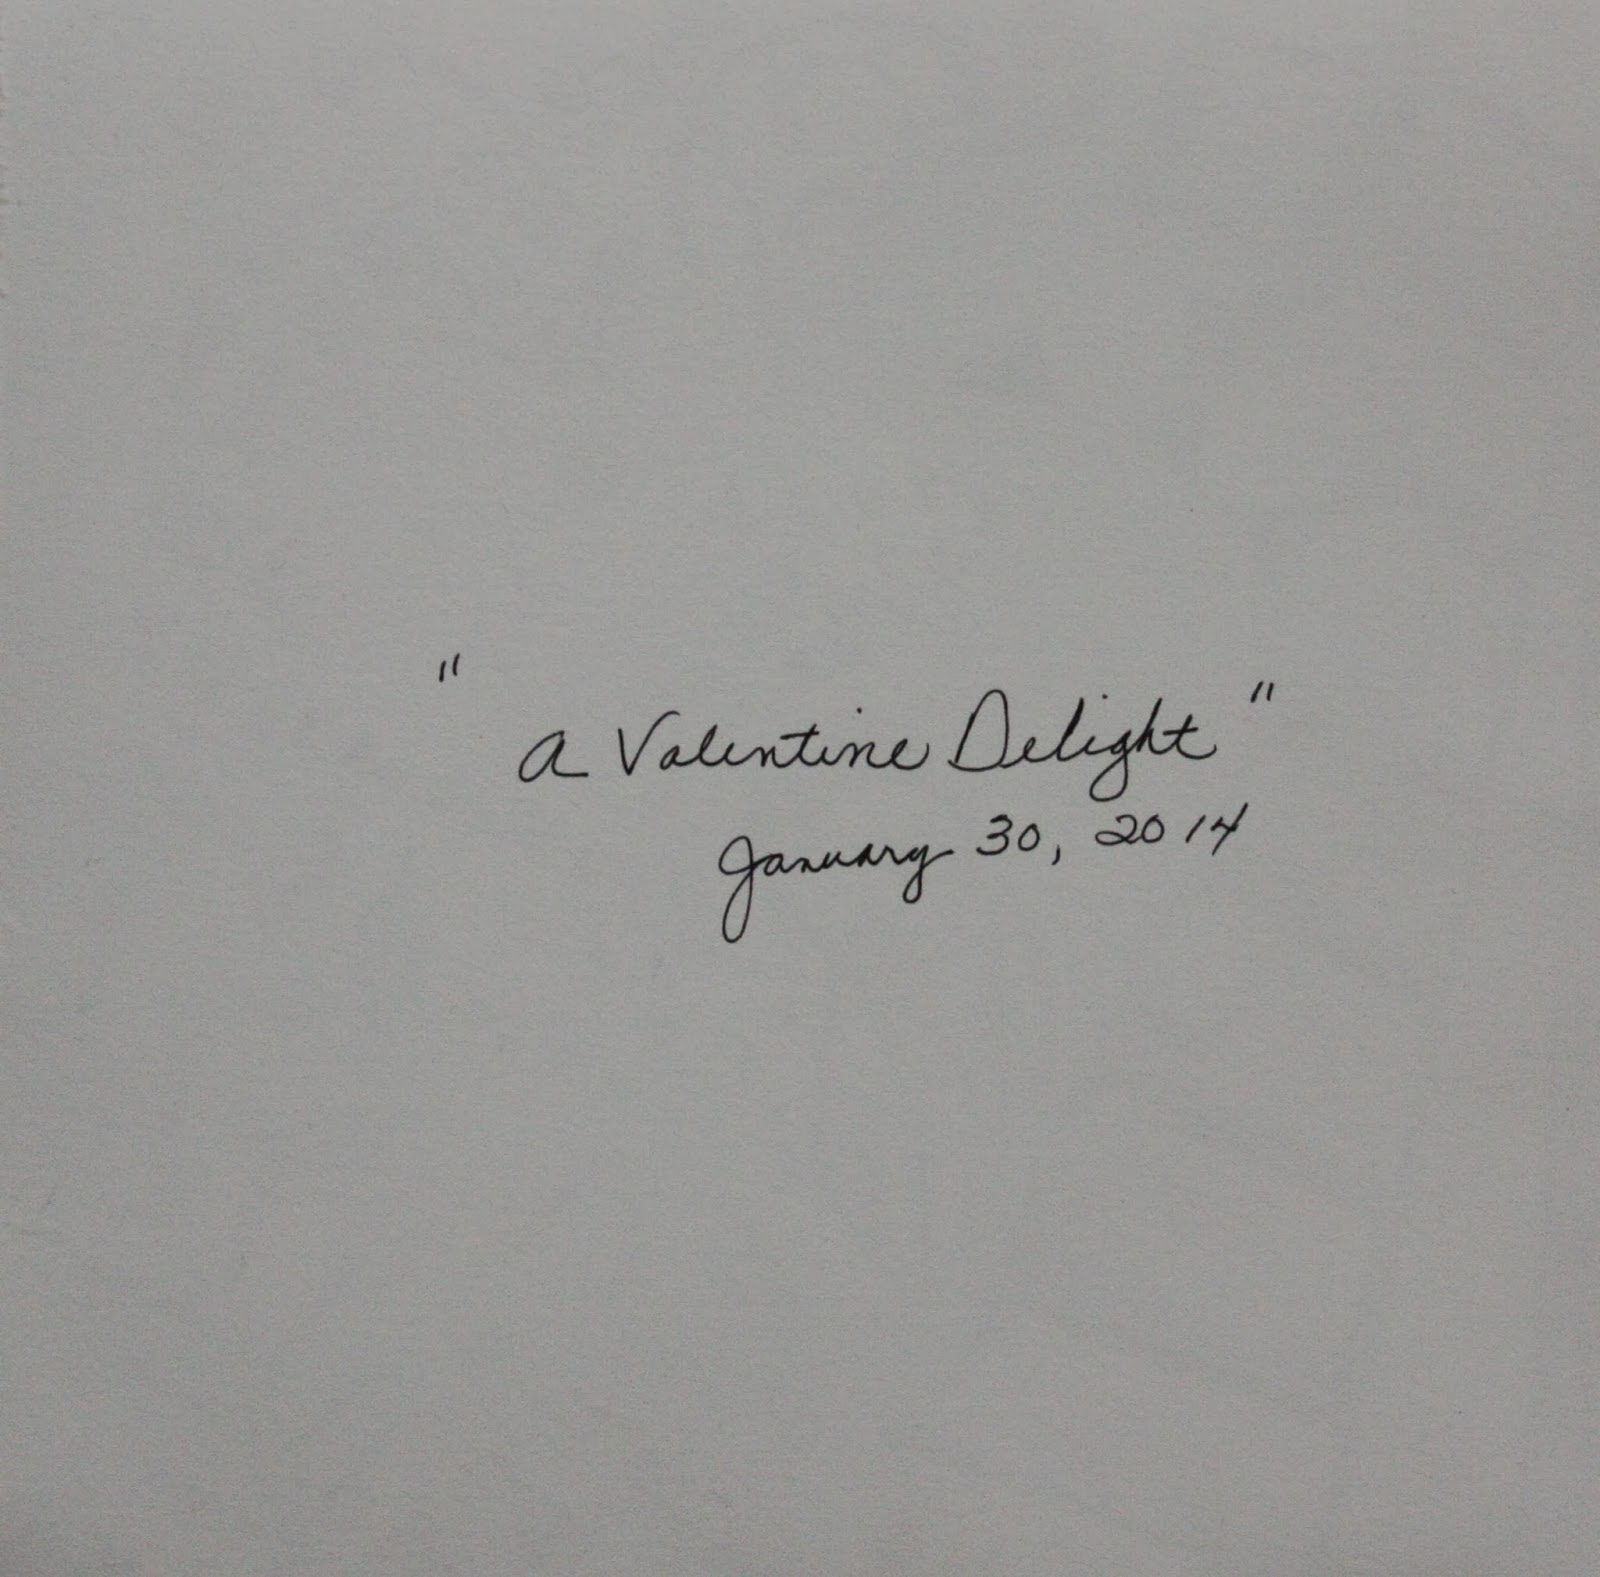 "A Valentine Delight"
January 30, 2014